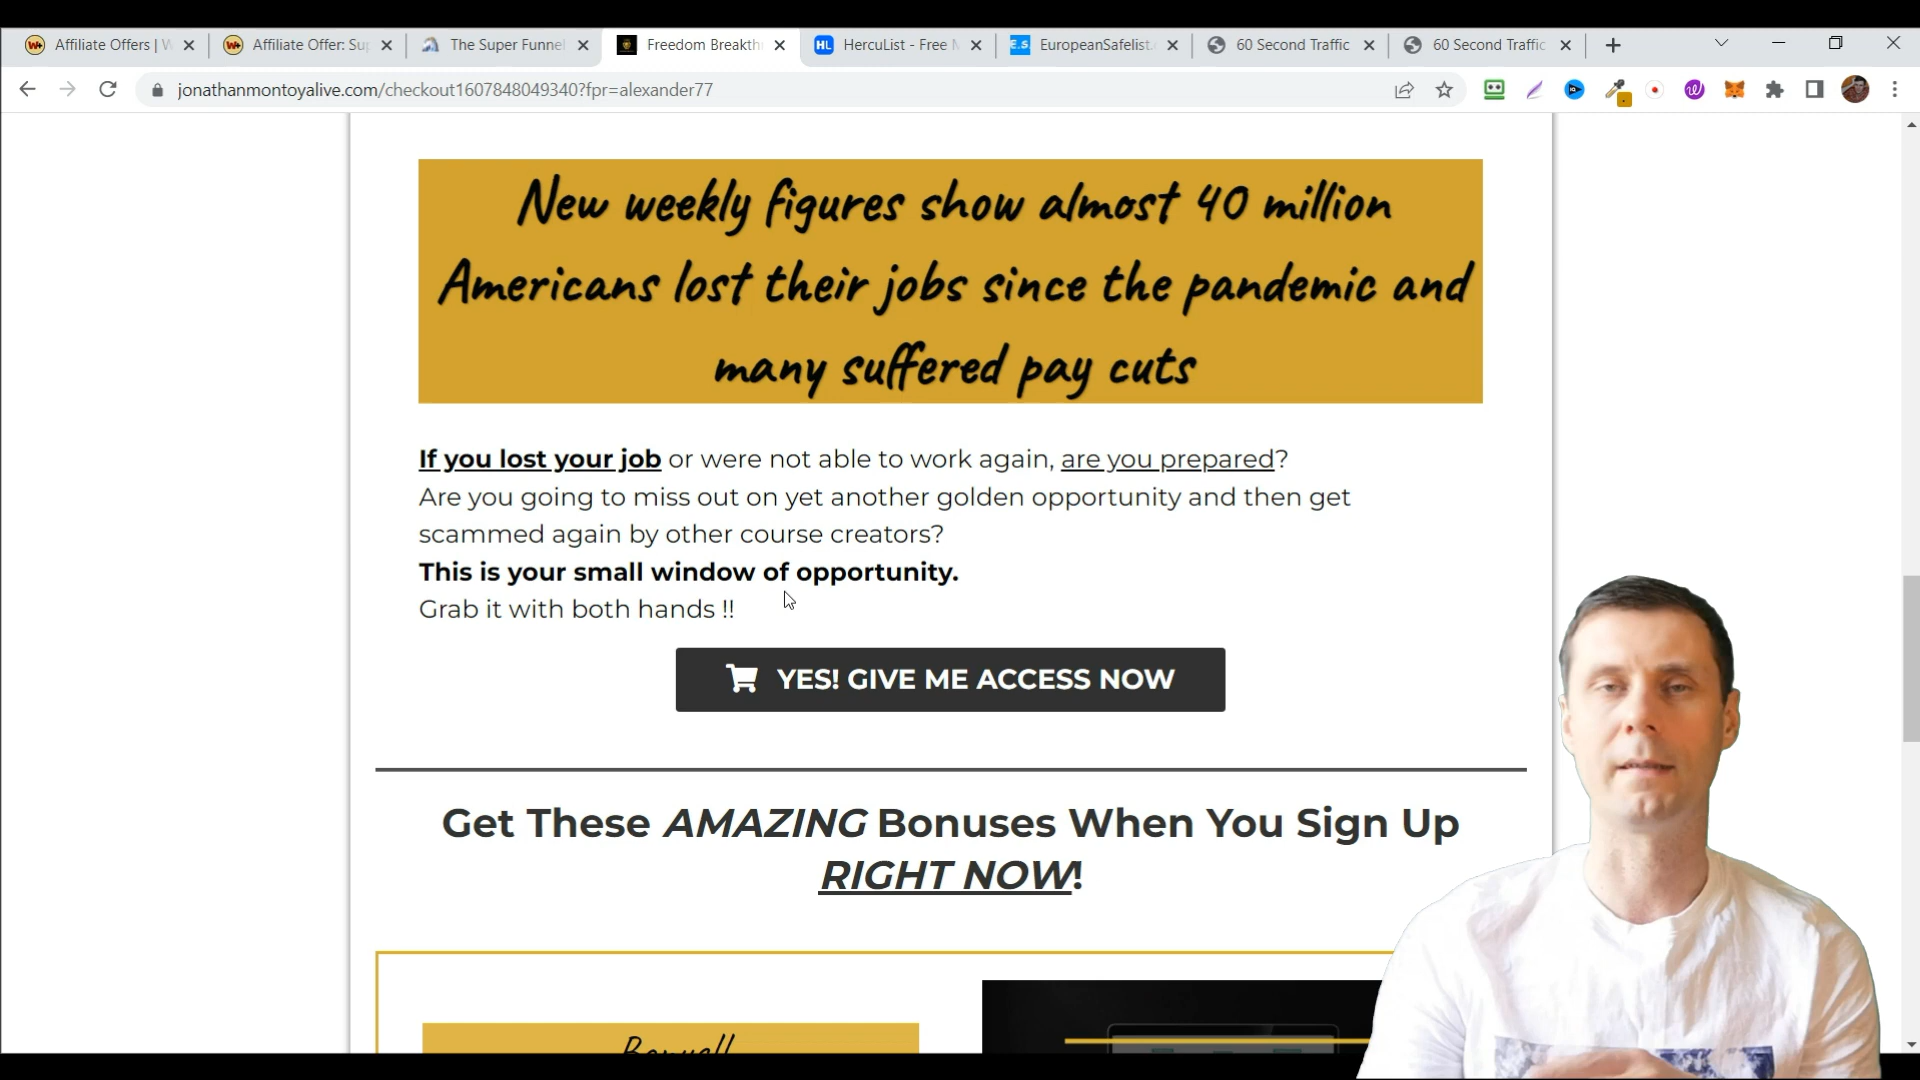 Affiliate Offers | W
Affiliate Offer: Su
The Super Funnel
Freedom Breakth
HercuList - Free
EuropeanSafelist.
60 Second Traffic
60 Second Traffic
jonathanmontoyalive.com/checkout1607848049340?fpr=alexander77
New weekly figures show almost 40 million
Americans lost their jobs since the pandemic and
many suffered pay cuts
If you lost your job or were not able to work again, are you prepared?
Are you going to miss out on yet another golden opportunity and then get
scammed again by other course creators?
This is your small window of opportunity.
Grab it with both hands !!
YES! GIVE ME ACCESS NOW
Get These AMAZING Bonuses When You Sign Up
RIGHT NOW!